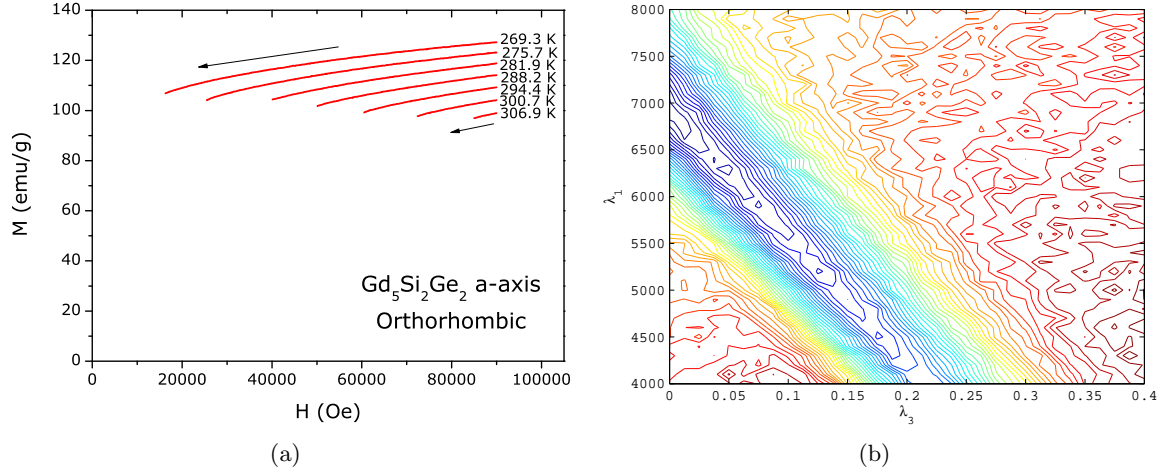 140
120
100
80
60
40
20
0
M (emu/g)
269.3 K
275.7 K
281.9 K
288.2 K
294.4 K
300.7 K
306.9 K
Gd₅Si₂Ge₂ a-axis
Orthorhombic
0 20000 40000 60000 80000 100000
H (Oe)
(a)
8000
7500
7000
6500
6000
5500
5000
4500
4000
λ₁
0 0.05 0.1 0.15 0.2 0.25 0.3 0.35 0.4
λ₃
(b)